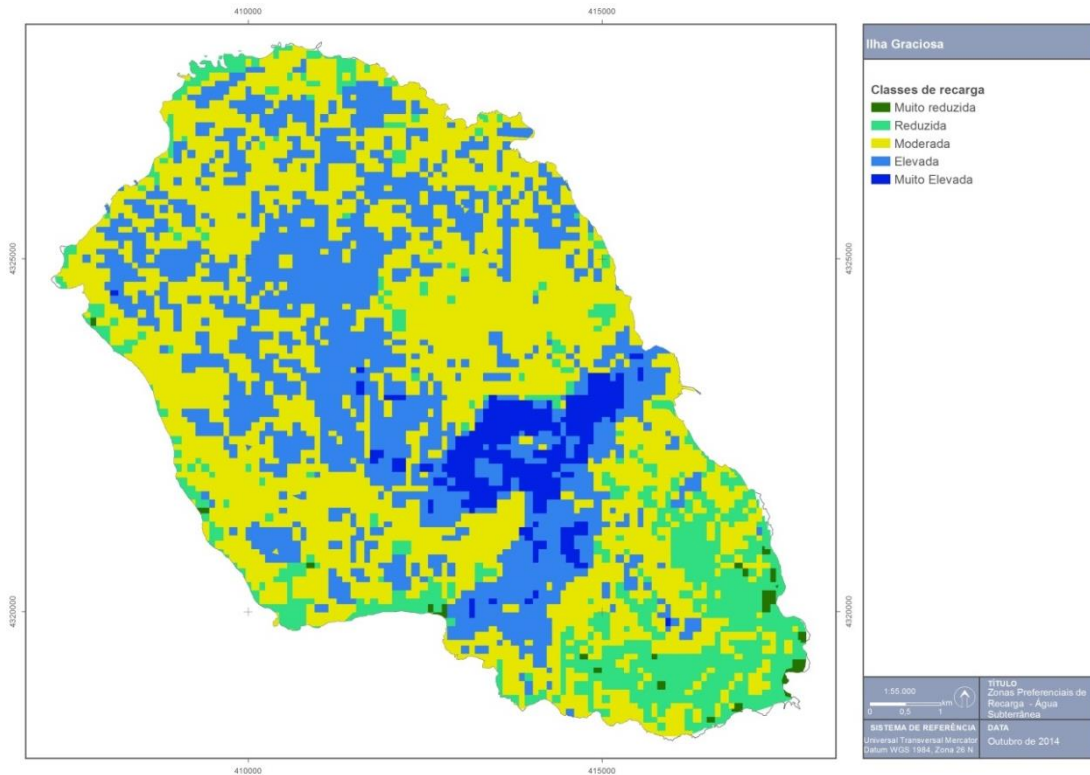 410000
415000
4325000
4325000
4320000
4320000
410000
415000
Ilha Graciosa
Classes de recarga
Muito reduzida
Reduzida
Moderada
Elevada
Muito Elevada
1:55.000
0 0,5 1 km
TÍTULO
Zonas Preferenciais de
Recarga - Água
Subterrânea
SISTEMA DE REFERÊNCIA
Universal Transversal Mercator
Datum WGS 1984, Zona 26 N
DATA
Outubro de 2014